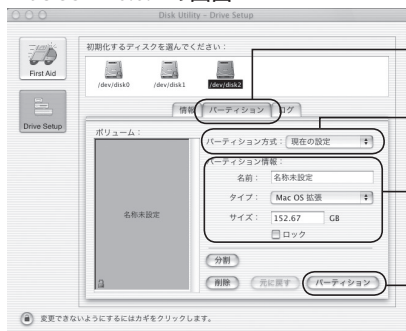 Disk Utility – Drive Setup
初期化するディスクを選んでください：
First Aid
/dev/disk0
/dev/disk1
/dev/disk2
情報
パーティション
ログ
Drive Setup
ボリューム：
パーティション方式：
現在の設定
パーティション情報：
名前：
名称未設定
タイプ：
Mac OS 拡張
名称未設定
サイズ：
152.67
GB
ロック
分割
削除
元に戻す
パーティション
変更できないようにするにはカギをクリックします。